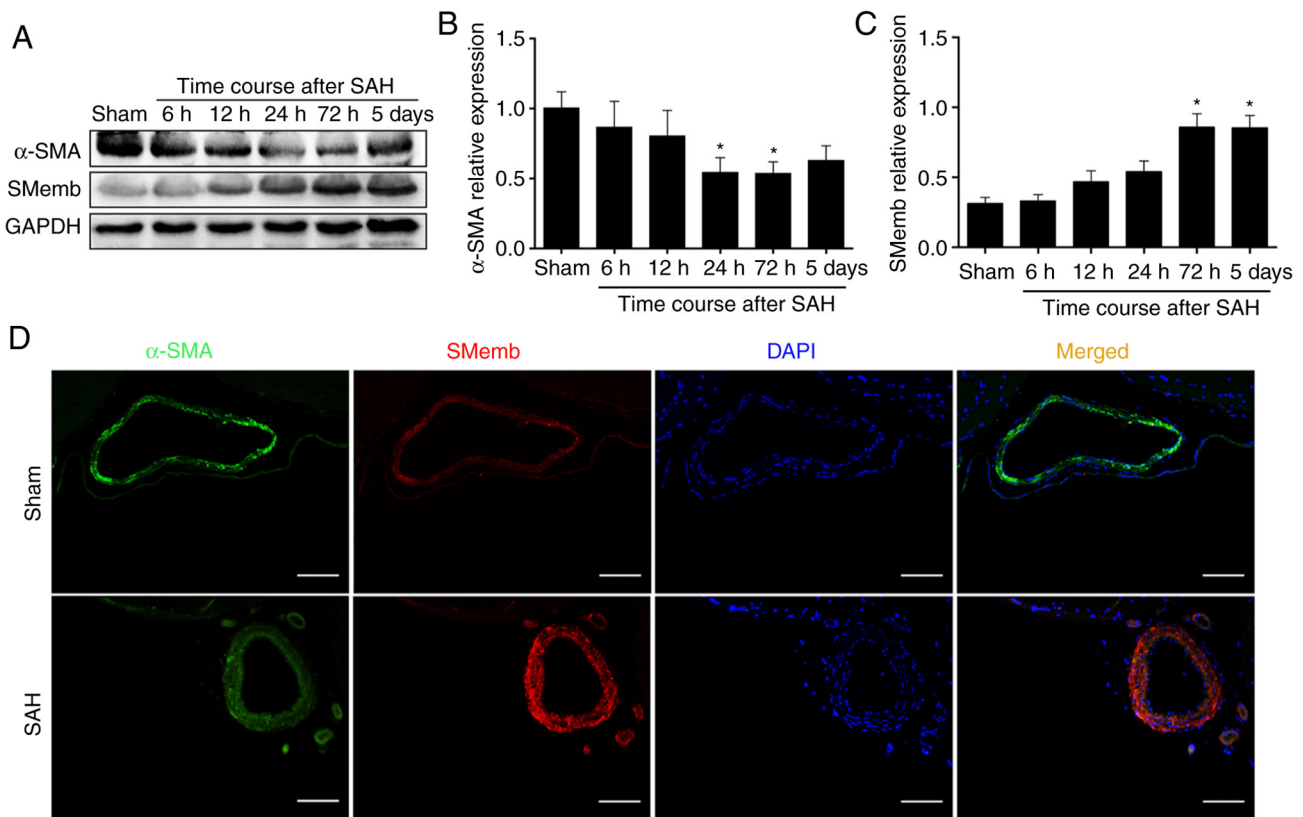 A
Time course after SAH
Sham 6 h 12 h 24 h 72 h 5 days
α-SMA
SMemb
GAPDH
B
α-SMA relative expression
1.5
1.0
0.5
0.0
* *
Sham 6 h 12 h 24 h 72 h 5 days
Time course after SAH
C
SMemb relative expression
1.5
1.0
0.5
0.0
* *
Sham 6 h 12 h 24 h 72 h 5 days
Time course after SAH
D
α-SMA SMemb DAPI Merged
Sham
SAH